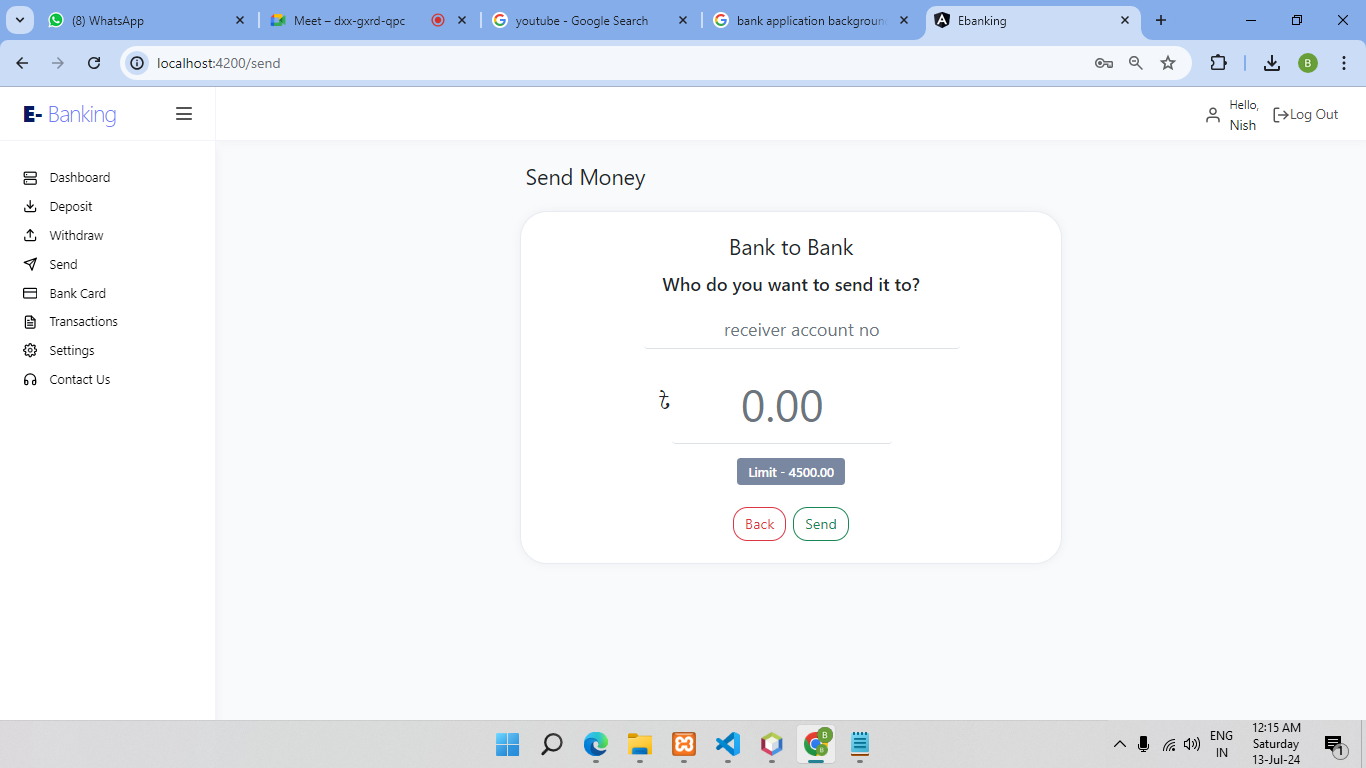 (8) WhatsApp
Meet – dxx-gxrd-qpc
youtube - Google Search
bank application backgroun
Ebanking
localhost:4200/send
B
E- Banking
Hello,
Nish
Log Out
Dashboard
Deposit
Withdraw
Send
Bank Card
Transactions
Settings
Contact Us
Send Money
Bank to Bank
Who do you want to send it to?
receiver account no
৳ 0.00
Limit - 4500.00
Back Send
B
ENG
IN
12:15 AM
Saturday
13-Jul-24
1